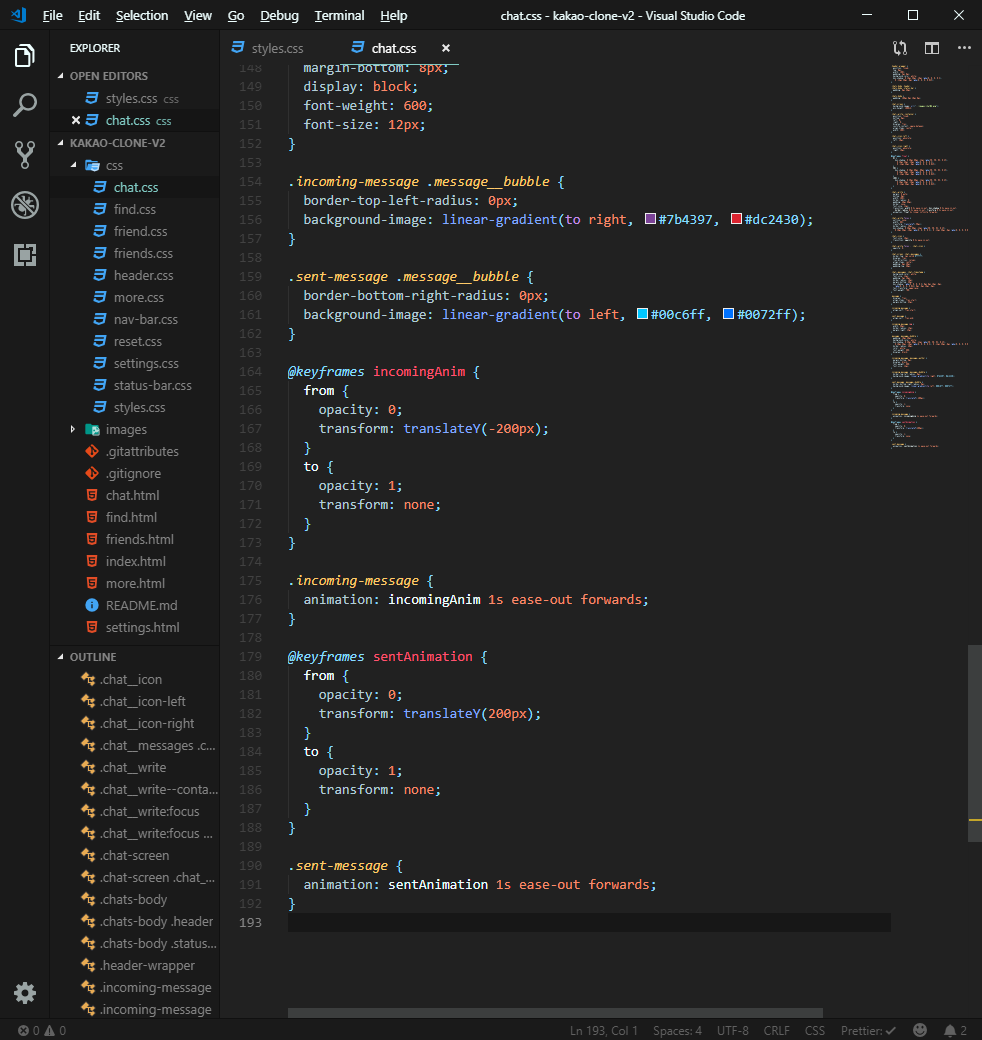 File Edit Selection View Go Debug Terminal Help chat.css - kakao-clone-v2 - Visual Studio Code
EXPLORER
OPEN EDITORS
styles.css css
chat.css css
KAKAO-CLONE-V2
css
chat.css
find.css
friend.css
friends.css
header.css
more.css
nav-bar.css
reset.css
settings.css
status-bar.css
styles.css
images
.gitattributes
.gitignore
chat.html
find.html
friends.html
index.html
more.html
README.md
settings.html
OUTLINE
.chat__icon
.chat__icon-left
.chat__icon-right
.chat__messages .c...
.chat__write
.chat__write--conta...
.chat__write:focus
.chat__write:focus ...
.chat-screen
.chat-screen .chat_...
.chats-body
.chats-body .header
.chats-body .status...
.header-wrapper
.incoming-message
.incoming-message
styles.css chat.css
148 margin-bottom: 8px;
149 display: block;
150 font-weight: 600;
151 font-size: 12px;
152 }
153
154 .incoming-message .message__bubble {
155 border-top-left-radius: 0px;
156 background-image: linear-gradient(to right, #7b4397, #dc2430);
157 }
158
159 .sent-message .message__bubble {
160 border-bottom-right-radius: 0px;
161 background-image: linear-gradient(to left, #00c6ff, #0072ff);
162 }
163
164 @keyframes incomingAnim {
165 from {
166 opacity: 0;
167 transform: translateY(-200px);
168 }
169 to {
170 opacity: 1;
171 transform: none;
172 }
173 }
174
175 .incoming-message {
176 animation: incomingAnim 1s ease-out forwards;
177 }
178
179 @keyframes sentAnimation {
180 from {
181 opacity: 0;
182 transform: translateY(200px);
183 }
184 to {
185 opacity: 1;
186 transform: none;
187 }
188 }
189
190 .sent-message {
191 animation: sentAnimation 1s ease-out forwards;
192 }
193
0 0 Ln 193, Col 1 Spaces: 4 UTF-8 CRLF CSS Prettier: ✓ 2